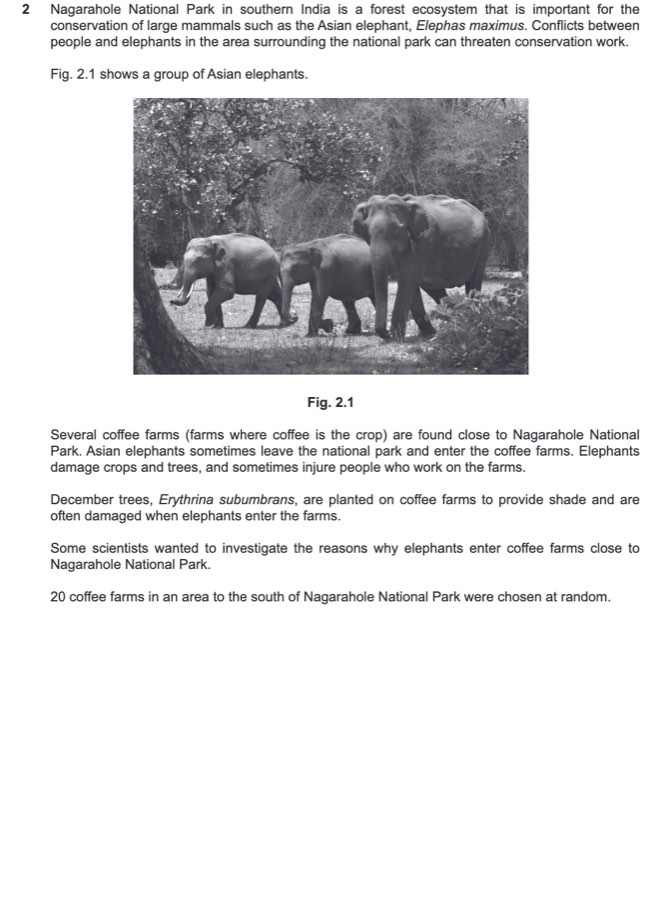 2 Nagarahole National Park in southern India is a forest ecosystem that is important for the
conservation of large mammals such as the Asian elephant, Elephas maximus. Conflicts between
people and elephants in the area surrounding the national park can threaten conservation work.
Fig. 2.1 shows a group of Asian elephants.
Fig. 2.1
Several coffee farms (farms where coffee is the crop) are found close to Nagarahole National
Park. Asian elephants sometimes leave the national park and enter the coffee farms. Elephants
damage crops and trees, and sometimes injure people who work on the farms.
December trees, Erythrina subumbrans, are planted on coffee farms to provide shade and are
often damaged when elephants enter the farms.
Some scientists wanted to investigate the reasons why elephants enter coffee farms close to
Nagarahole National Park.
20 coffee farms in an area to the south of Nagarahole National Park were chosen at random.